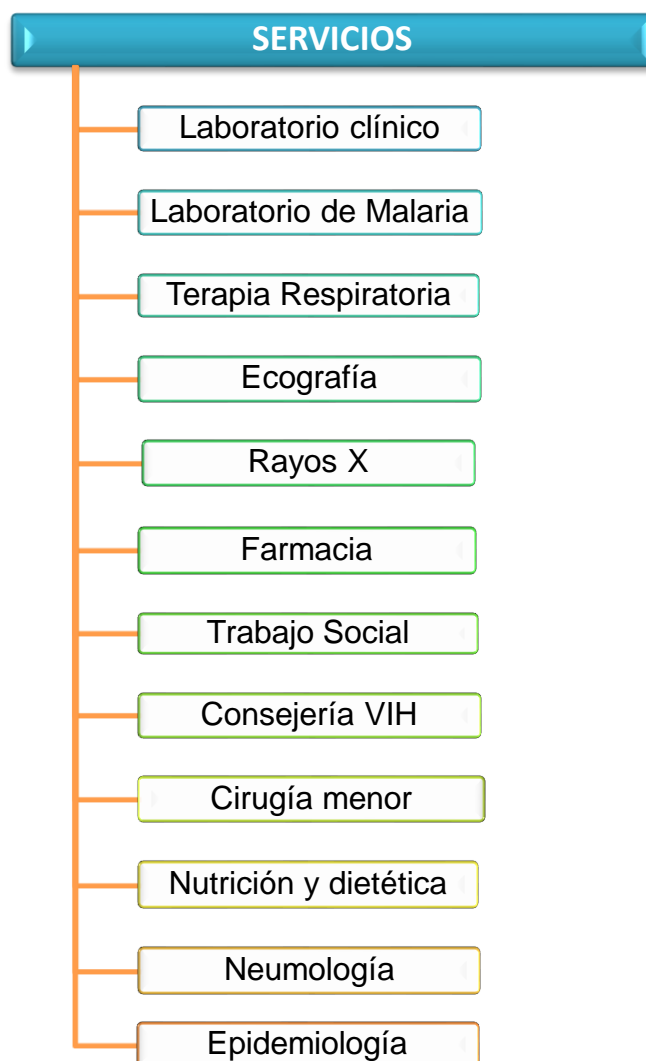 SERVICIOS
Laboratorio clínico
Laboratorio de Malaria
Terapia Respiratoria
Ecografía
Rayos X
Farmacia
Trabajo Social
Consejería VIH
Cirugía menor
Nutrición y dietética
Neumología
Epidemiología